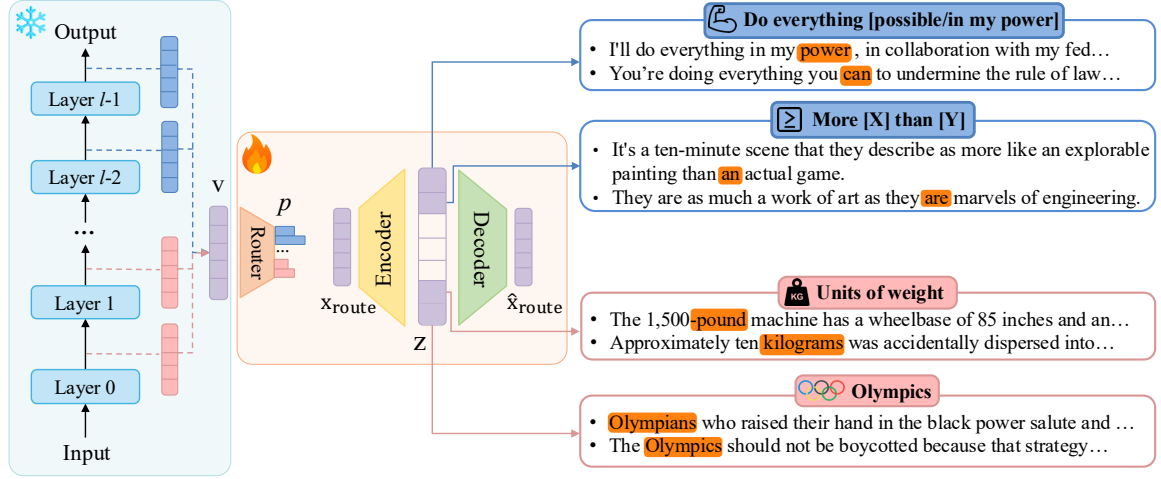 Output
Layer l-1
Layer l-2
...
Layer 1
Layer 0
Input
v
Router
p
...
x_route
Encoder
z
Decoder
x̂_route
Do everything [possible/in my power]
• I'll do everything in my power , in collaboration with my fed…
• You're doing everything you can to undermine the rule of law…
≥ More [X] than [Y]
• It's a ten-minute scene that they describe as more like an explorable
painting than an actual game.
• They are as much a work of art as they are marvels of engineering.
KG Units of weight
• The 1,500-pound machine has a wheelbase of 85 inches and an…
• Approximately ten kilograms was accidentally dispersed into…
Olympics
• Olympians who raised their hand in the black power salute and …
• The Olympics should not be boycotted because that strategy…